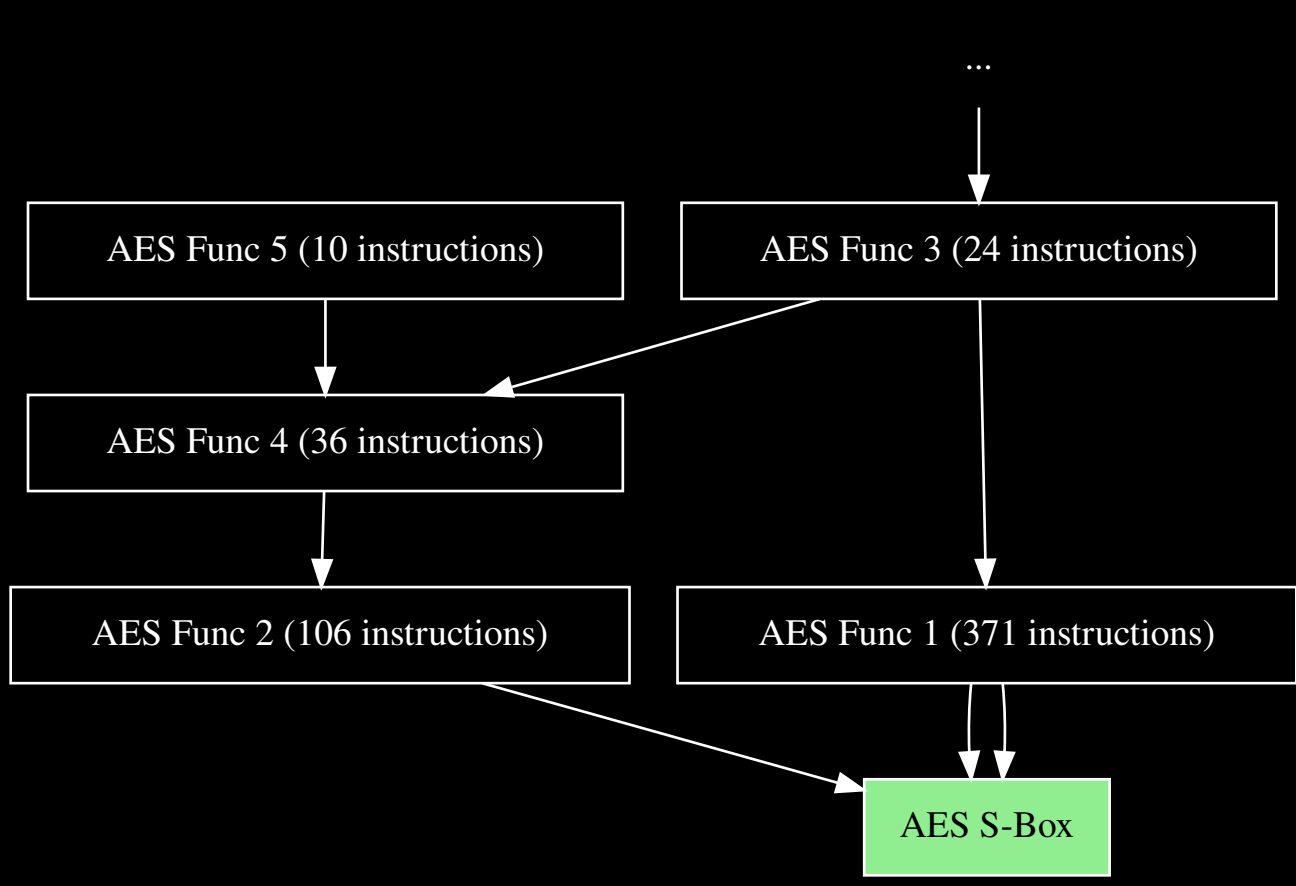 ...
AES Func 5 (10 instructions)
AES Func 3 (24 instructions)
AES Func 4 (36 instructions)
AES Func 2 (106 instructions)
AES Func 1 (371 instructions)
AES S-Box